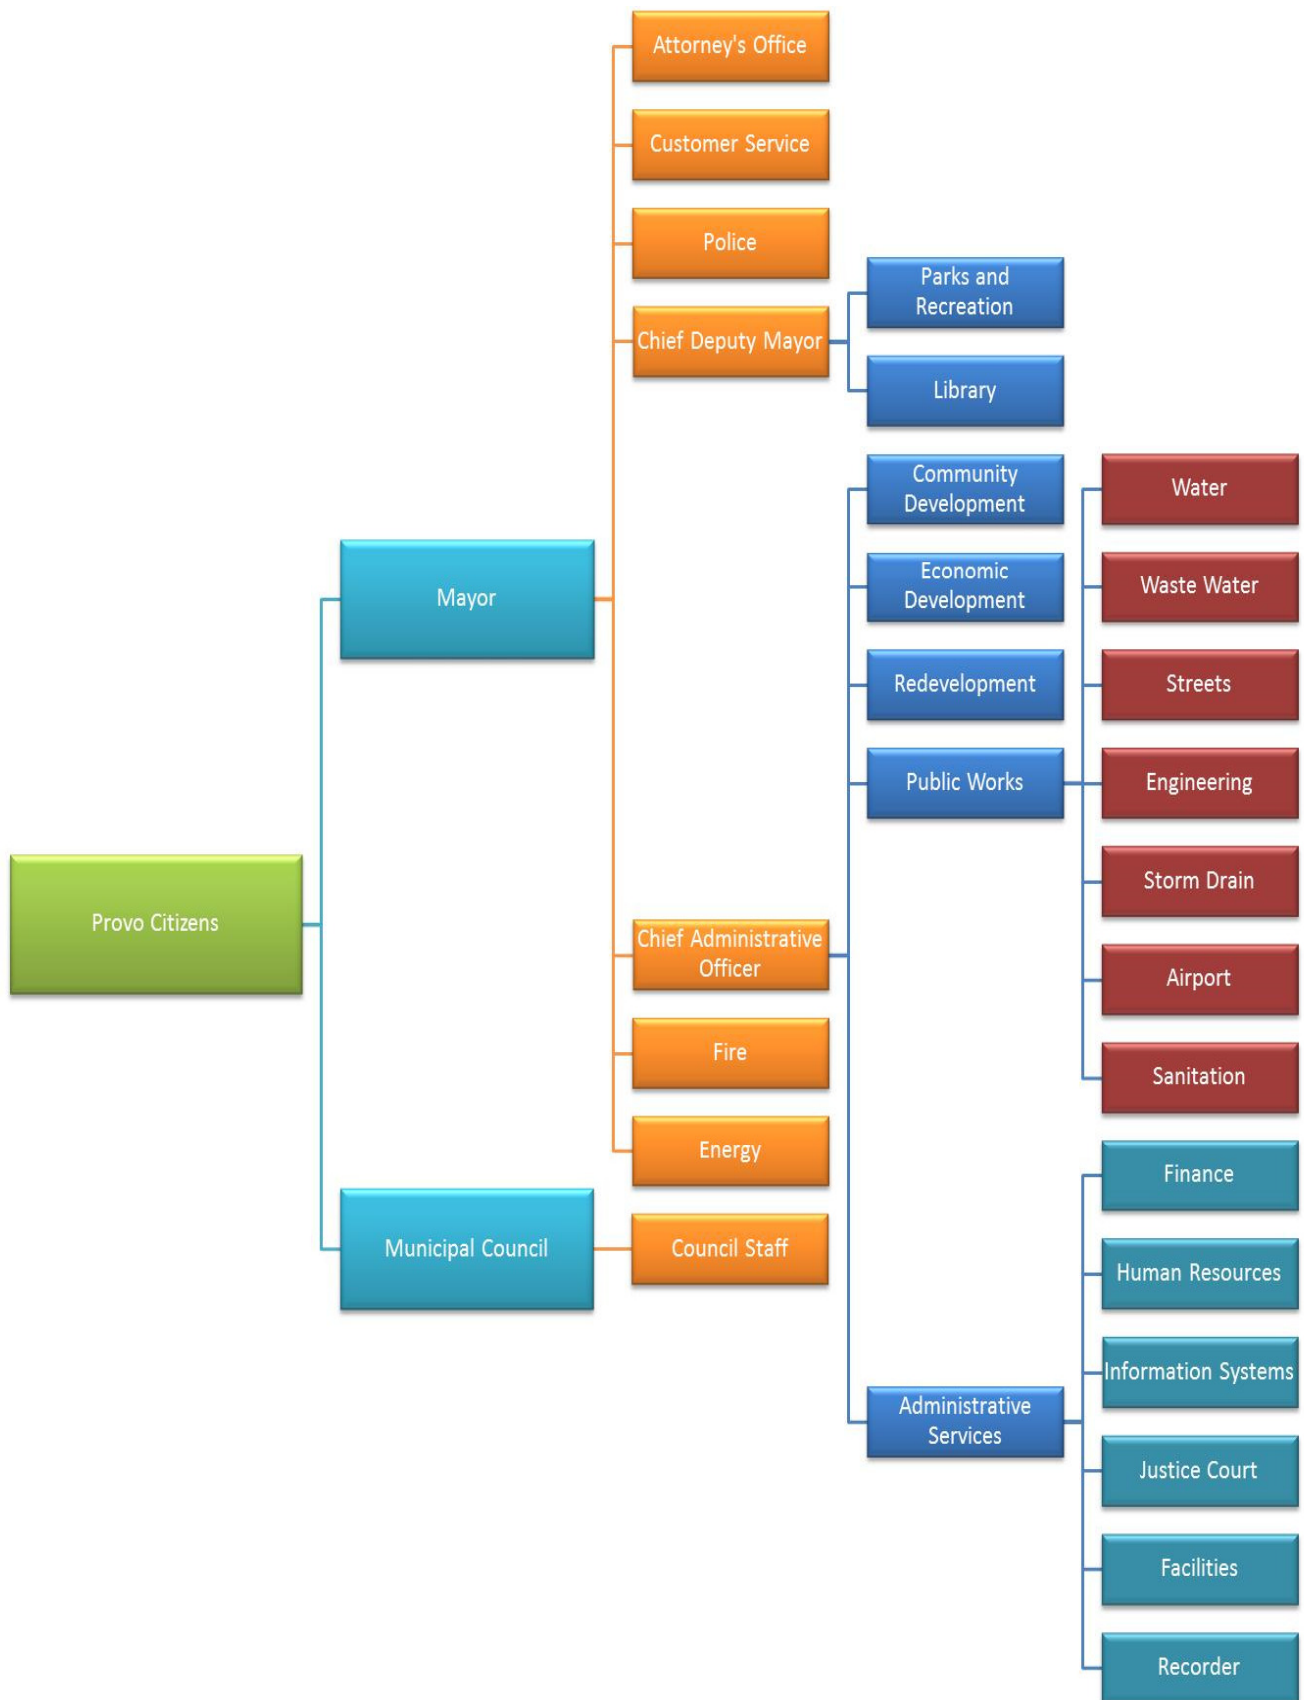 Attorney's Office
Customer Service
Police
Chief Deputy Mayor
Parks and
Recreation
Library
Community
Development
Economic
Development
Redevelopment
Public Works
Water
Waste Water
Streets
Engineering
Storm Drain
Airport
Sanitation
Mayor
Provo Citizens
Chief Administrative
Officer
Fire
Energy
Municipal Council
Council Staff
Administrative
Services
Finance
Human Resources
Information Systems
Justice Court
Facilities
Recorder